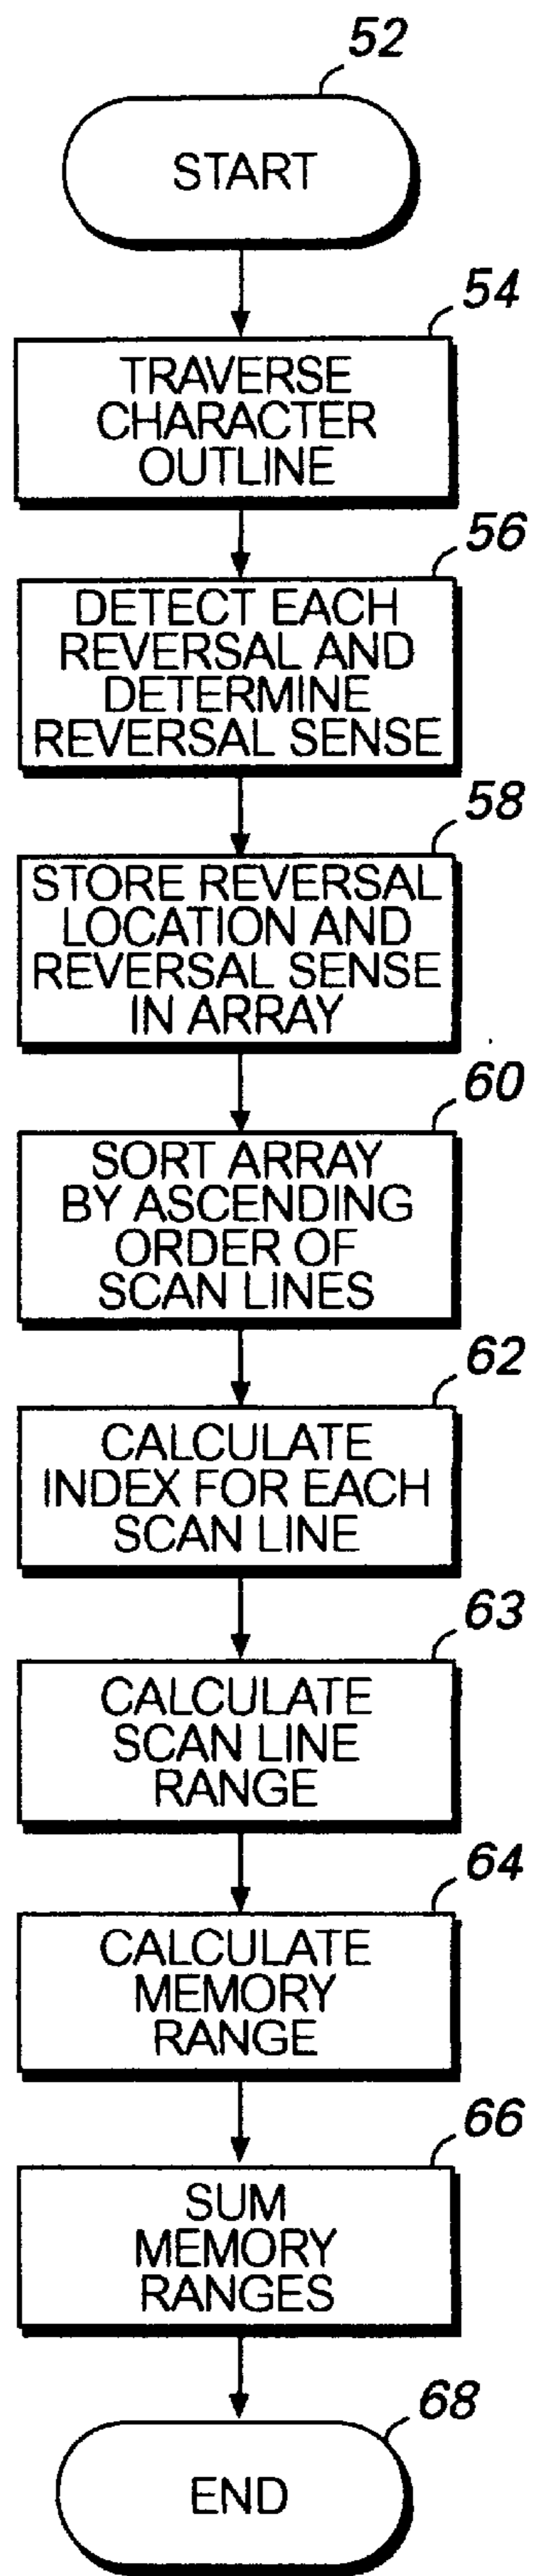 52
START
54
TRAVERSE
CHARACTER
OUTLINE
56
DETECT EACH
REVERSAL AND
DETERMINE
REVERSAL SENSE
58
STORE REVERSAL
LOCATION AND
REVERSAL SENSE
IN ARRAY
60
SORT ARRAY
BY ASCENDING
ORDER OF
SCAN LINES
62
CALCULATE
INDEX FOR EACH
SCAN LINE
63
CALCULATE
SCAN LINE
RANGE
64
CALCULATE
MEMORY
RANGE
66
SUM
MEMORY
RANGES
68
END